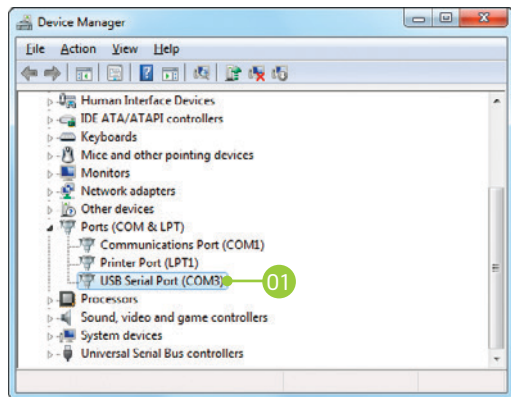 Device Manager
File Action View Help
Human Interface Devices
IDE ATA/ATAPI controllers
Keyboards
Mice and other pointing devices
Monitors
Network adapters
Other devices
Ports (COM & LPT)
Communications Port (COM1)
Printer Port (LPT1)
USB Serial Port (COM3) 01
Processors
Sound, video and game controllers
System devices
Universal Serial Bus controllers